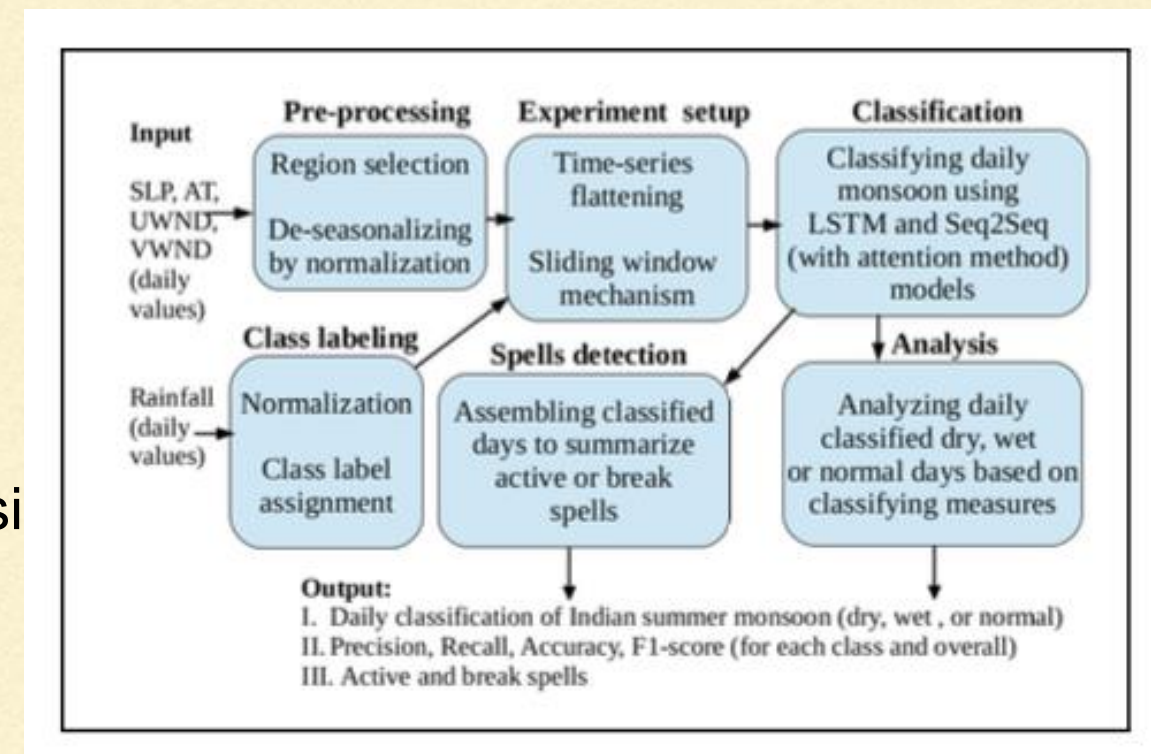 Input
SLP, AT,
UWND,
VWND
(daily
values)
Pre-processing
Region selection
De-seasonalizing
by normalization
Experiment setup
Time-series
flattening
Sliding window
mechanism
Classification
Classifying daily
monsoon using
LSTM and Seq2Seq
(with attention method)
models
Rainfall
(daily
values)
Class labeling
Normalization
Class label
assignment
Spells detection
Assembling classified
days to summarize
active or break
spells
Analysis
Analyzing daily
classified dry, wet
or normal days based on
classifying measures
si
Output:
I. Daily classification of Indian summer monsoon (dry, wet , or normal)
II. Precision, Recall, Accuracy, F1-score (for each class and overall)
III. Active and break spells